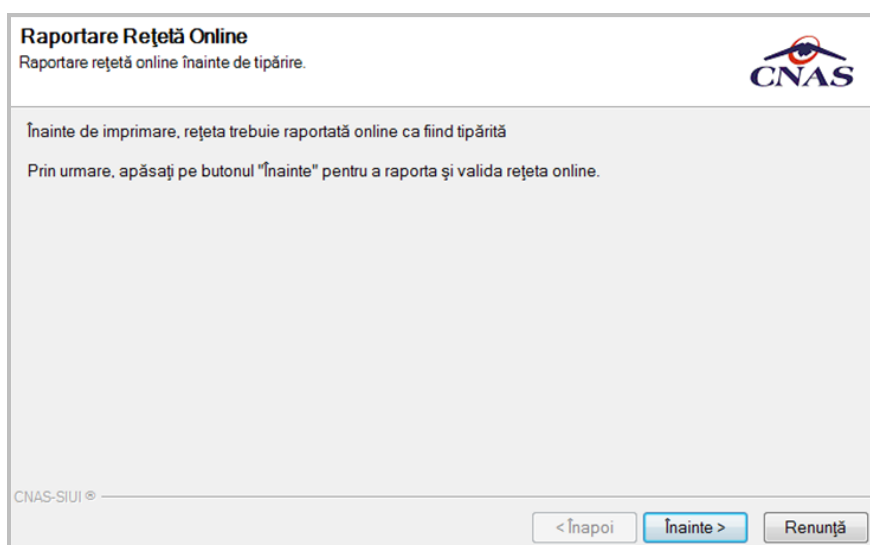 Raportare Reţetă Online
Raportare reţetă online înainte de tipărire.
CNAS
Înainte de imprimare, reţeta trebuie raportată online ca fiind tipărită
Prin urmare, apăsaţi pe butonul "Înainte" pentru a raporta şi valida reţeta online.
CNAS-SIUI ®
< Înapoi
Înainte >
Renunţă